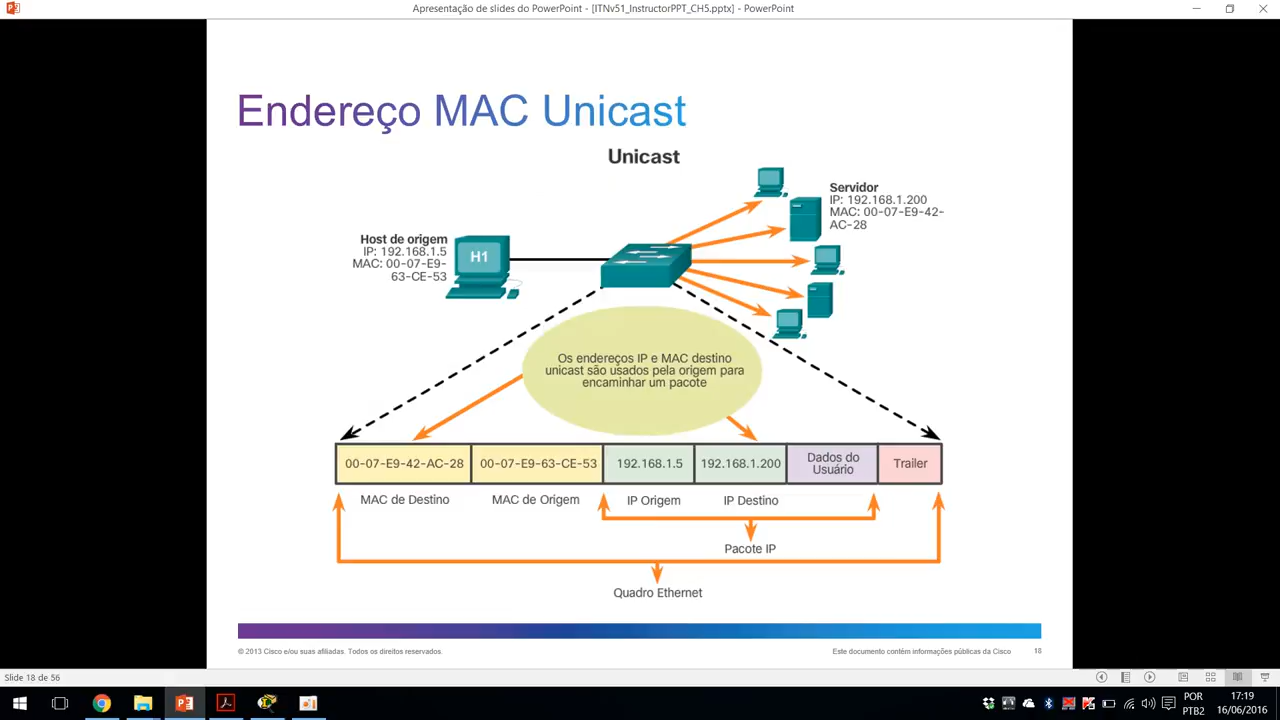 Apresentação de slides do PowerPoint - [ITNv51_InstructorPPT_CH5.pptx] - PowerPoint
Endereço MAC Unicast
Unicast
Servidor
IP: 192.168.1.200
MAC: 00-07-E9-42-
AC-28
Host de origem
IP: 192.168.1.5
MAC: 00-07-E9-
63-CE-53
H1
Os endereços IP e MAC destino
unicast são usados pela origem para
encaminhar um pacote
00-07-E9-42-AC-28
00-07-E9-63-CE-53
192.168.1.5
192.168.1.200
Dados do
Usuário
Trailer
MAC de Destino
MAC de Origem
IP Origem
IP Destino
Pacote IP
Quadro Ethernet
© 2013 Cisco e/ou suas afiliadas. Todos os direitos reservados.
Este documento contém informações públicas da Cisco
18
Slide 18 de 56
POR
PTB2
17:19
16/06/2016